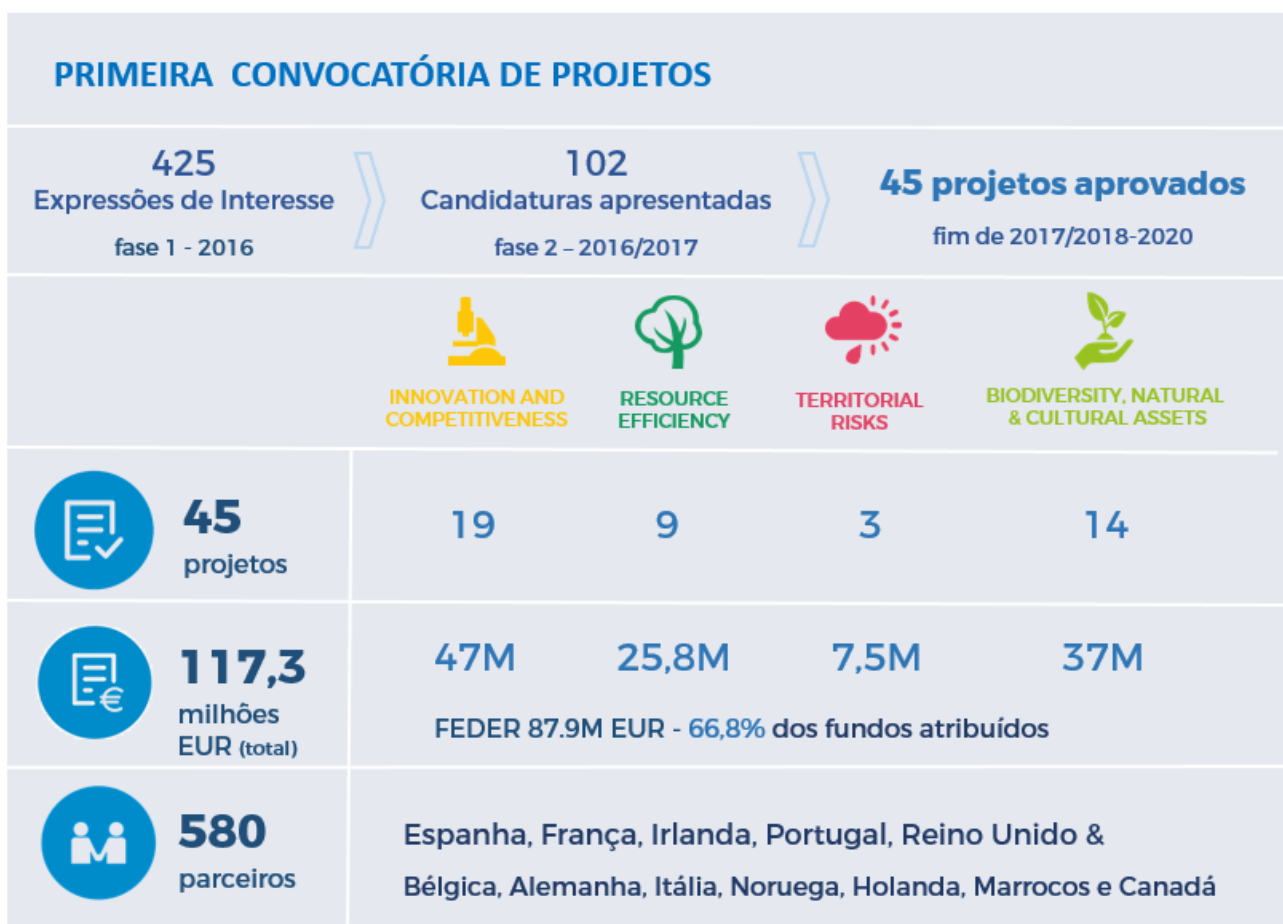 PRIMEIRA CONVOCATÓRIA DE PROJETOS
425
Expressões de Interesse
fase 1 - 2016
102
Candidaturas apresentadas
fase 2 – 2016/2017
45 projetos aprovados
fim de 2017/2018-2020
INNOVATION AND
COMPETITIVENESS
RESOURCE
EFFICIENCY
TERRITORIAL
RISKS
BIODIVERSITY, NATURAL
& CULTURAL ASSETS
45
projetos
19
9
3
14
117,3
milhões
EUR (total)
47M
25,8M
7,5M
37M
FEDER 87.9M EUR - 66,8% dos fundos atribuídos
580
parceiros
Espanha, França, Irlanda, Portugal, Reino Unido &
Bélgica, Alemanha, Itália, Noruega, Holanda, Marrocos e Canadá